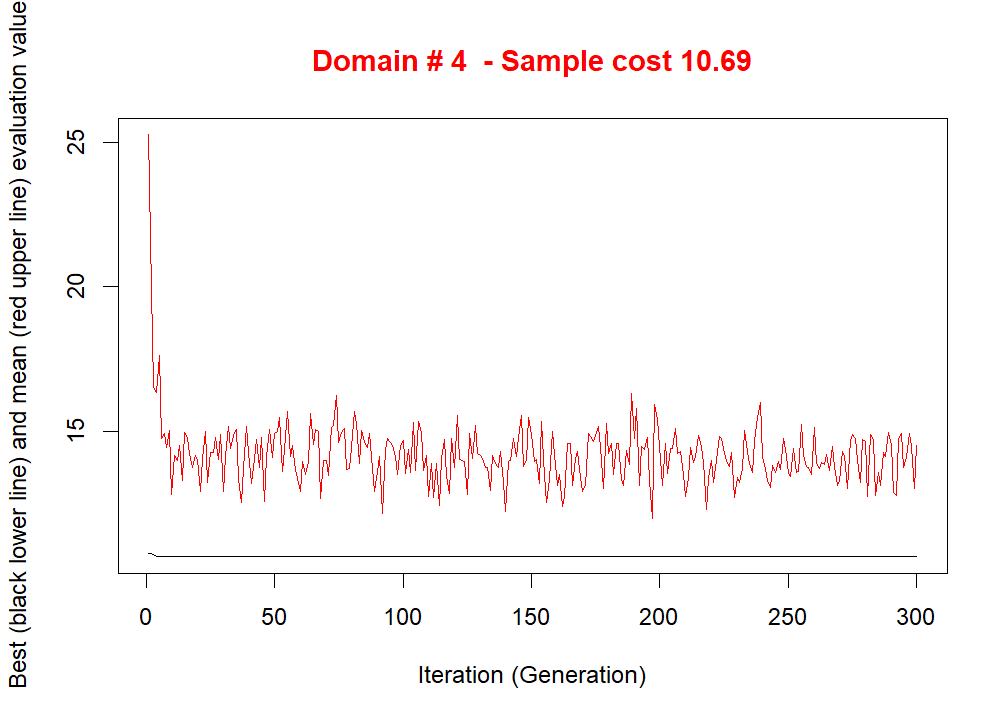 Domain # 4  - Sample cost 10.69
Best (black lower line) and mean (red upper line) evaluation value
25
20
15
0 50 100 150 200 250 300
Iteration (Generation)